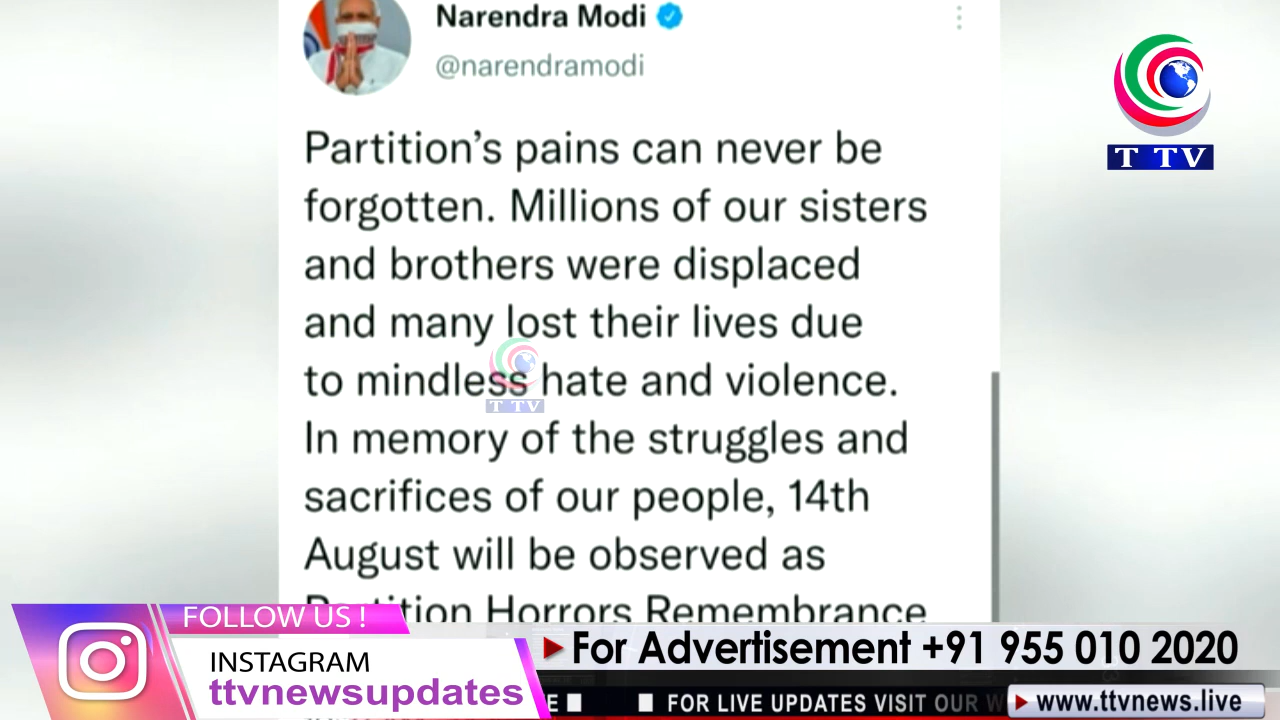 Narendra Modi
@narendramodi
T TV
Partition’s pains can never be
forgotten. Millions of our sisters
and brothers were displaced
and many lost their lives due
to mindless hate and violence.
T TV
In memory of the struggles and
sacrifices of our people, 14th
August will be observed as
Partition Horrors Remembrance
FOLLOW US !
INSTAGRAM
ttvnewsupdates
For Advertisement +91 955 010 2020
E ■ ■ FOR LIVE UPDATES VISIT OUR W
www.ttvnews.live